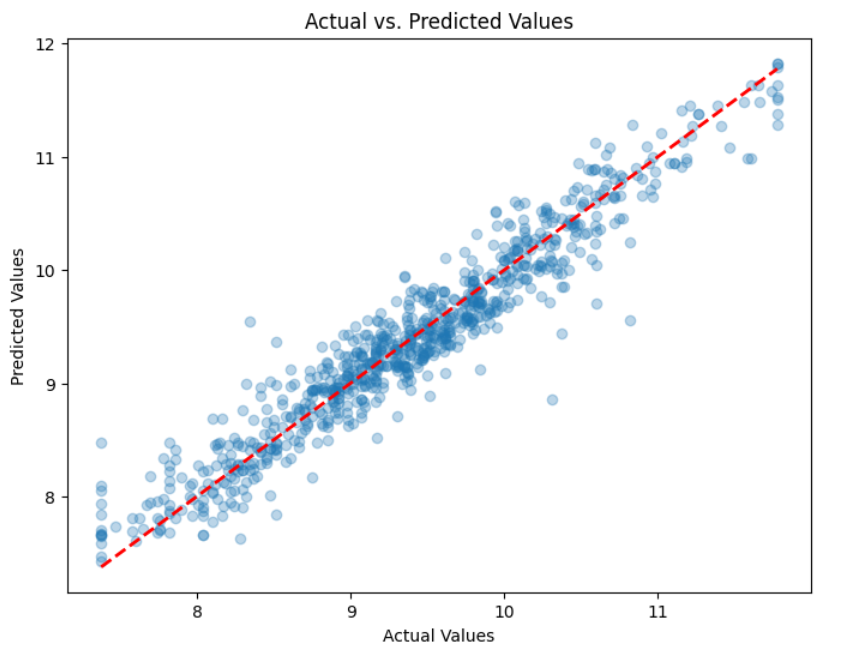 Actual vs. Predicted Values
12
11
10
9
8
Predicted Values
8 9 10 11
Actual Values